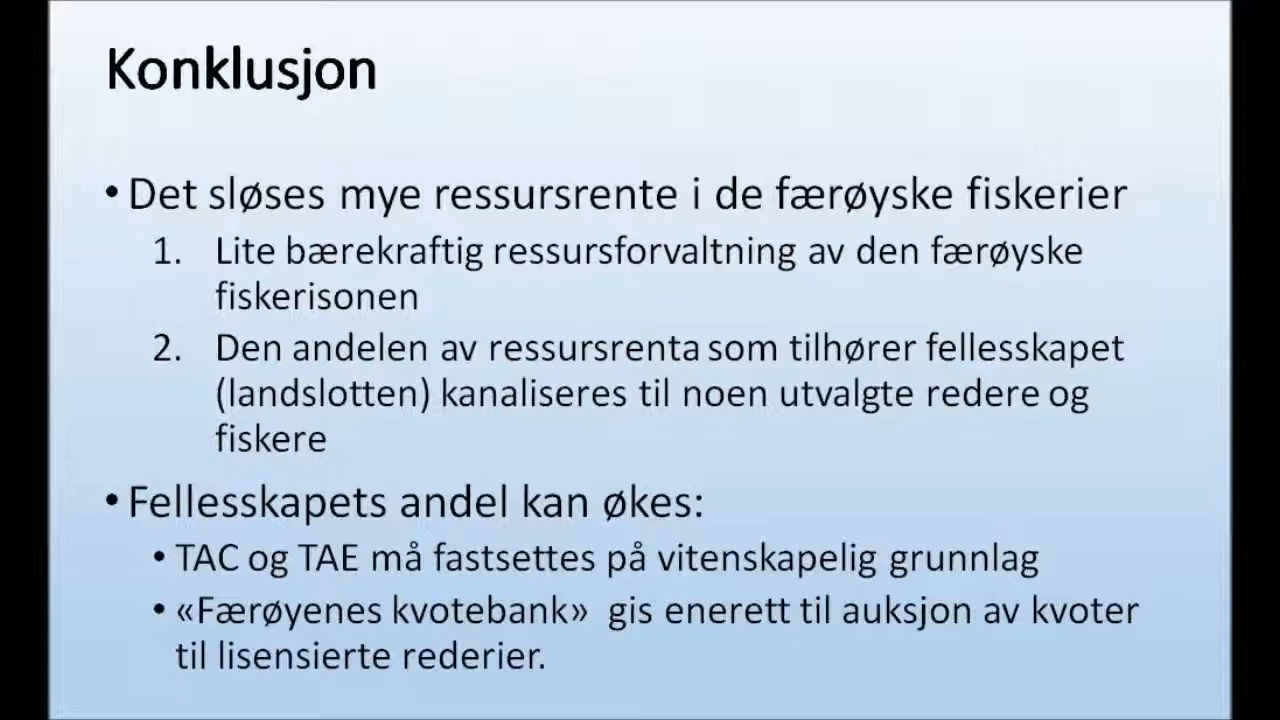 Konklusjon
• Det sløses mye ressursrente i de færøyske fiskerier
1. Lite bærekraftig ressursforvaltning av den færøyske
fiskerisonen
2. Den andelen av ressursrenta som tilhører fellesskapet
(landslotten) kanaliseres til noen utvalgte redere og
fiskere
• Fellesskapets andel kan økes:
• TAC og TAE må fastsettes på vitenskapelig grunnlag
• «Færøyenes kvotebank» gis enerett til auksjon av kvoter
til lisensierte rederier.